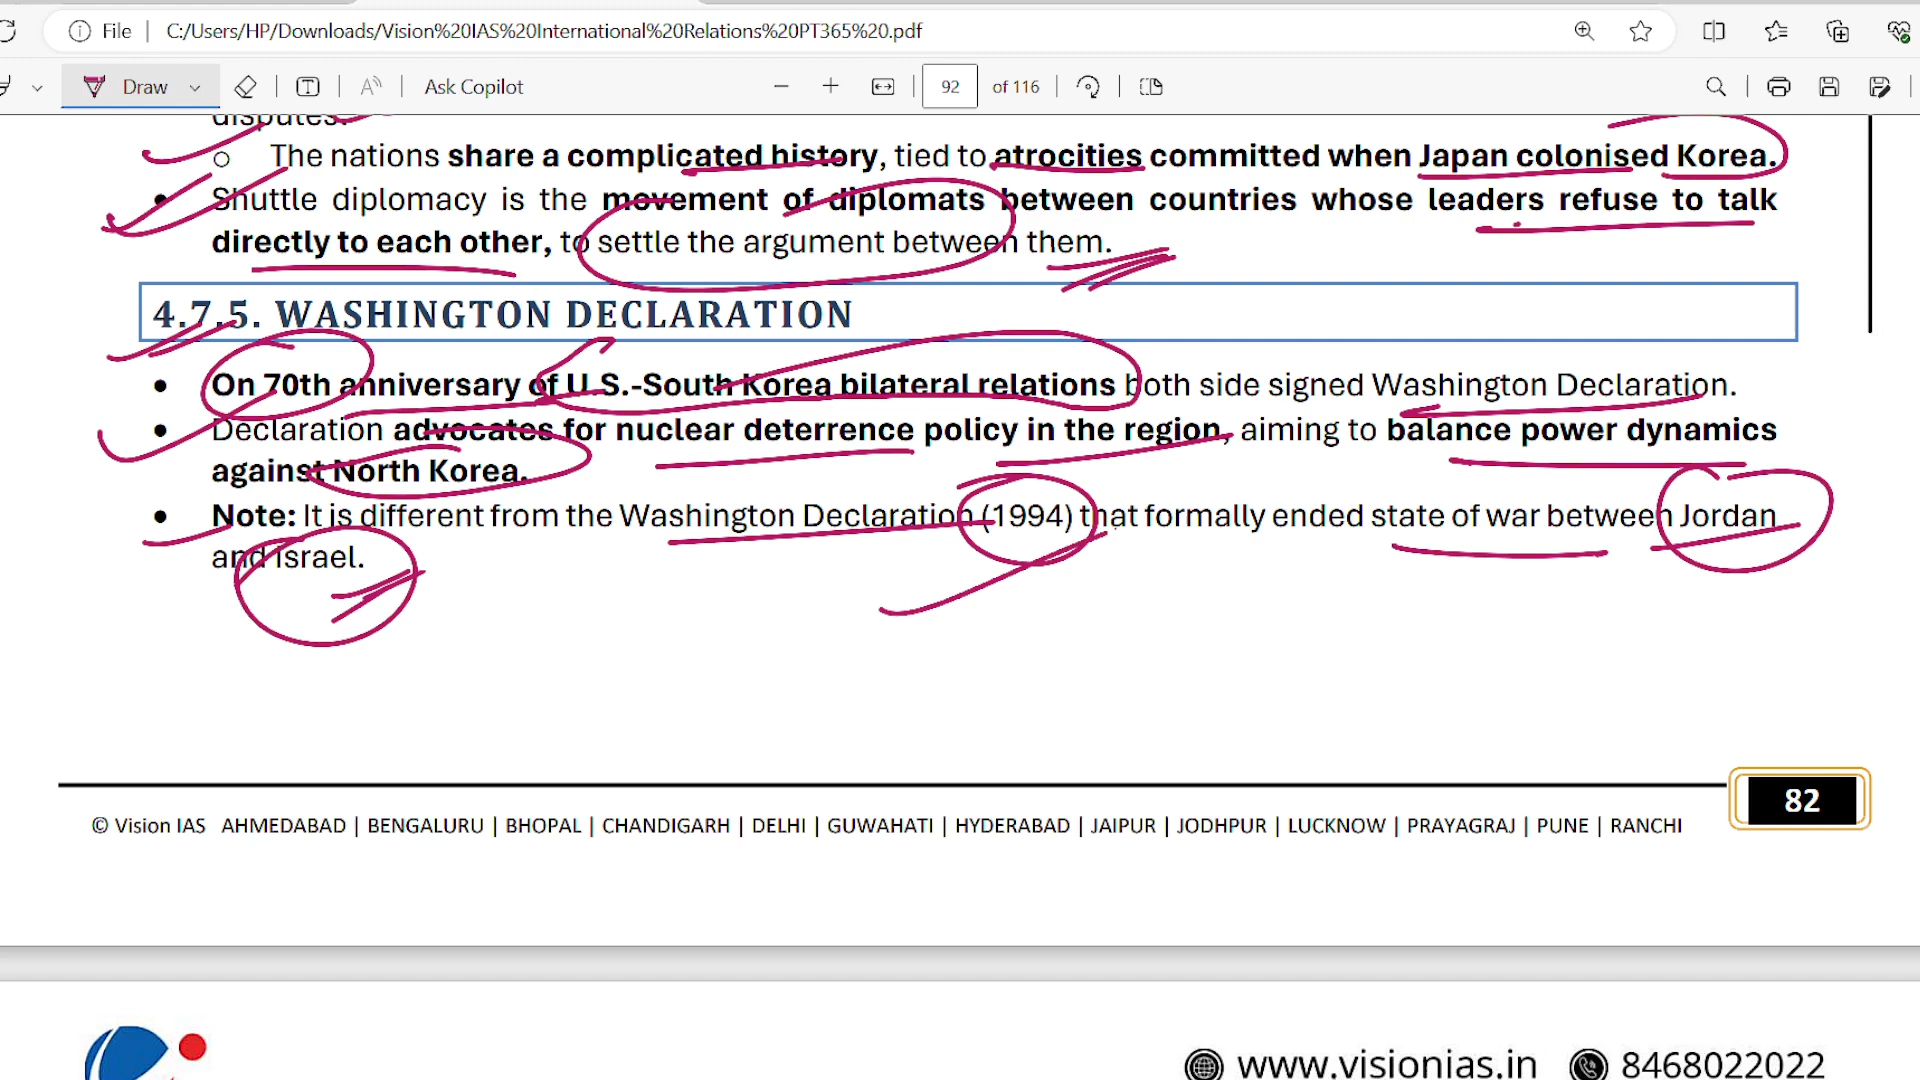 File C:/Users/HP/Downloads/Vision%20IAS%20International%20Relations%20PT365%20.pdf
Draw Ask Copilot 92 of 116
disputes.
o The nations share a complicated history, tied to atrocities committed when Japan colonised Korea.
• Shuttle diplomacy is the movement of diplomats between countries whose leaders refuse to talk
directly to each other, to settle the argument between them.
4.7.5. WASHINGTON DECLARATION
• On 70th anniversary of U.S.-South Korea bilateral relations both side signed Washington Declaration.
• Declaration advocates for nuclear deterrence policy in the region, aiming to balance power dynamics
against North Korea.
• Note: It is different from the Washington Declaration (1994) that formally ended state of war between Jordan
and Israel.
82
© Vision IAS AHMEDABAD | BENGALURU | BHOPAL | CHANDIGARH | DELHI | GUWAHATI | HYDERABAD | JAIPUR | JODHPUR | LUCKNOW | PRAYAGRAJ | PUNE | RANCHI
www.visionias.in 8468022022